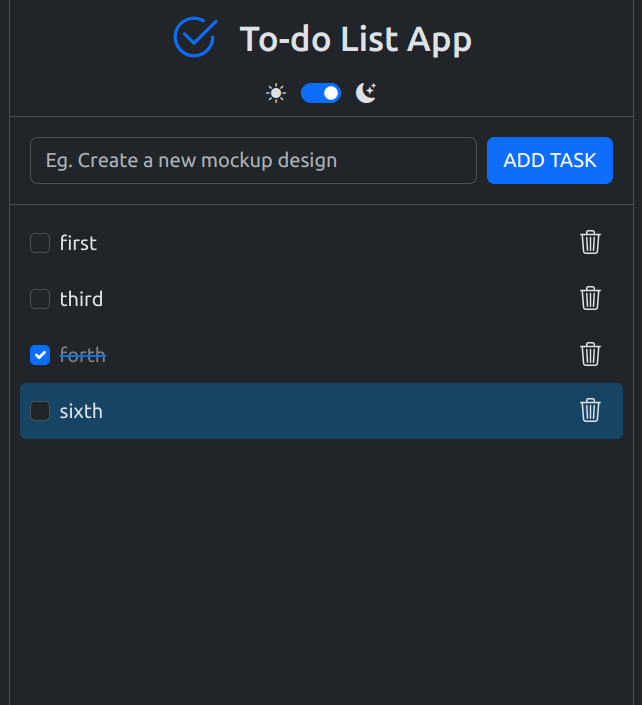 To-do List App
Eg. Create a new mockup design
ADD TASK
first
third
forth
sixth